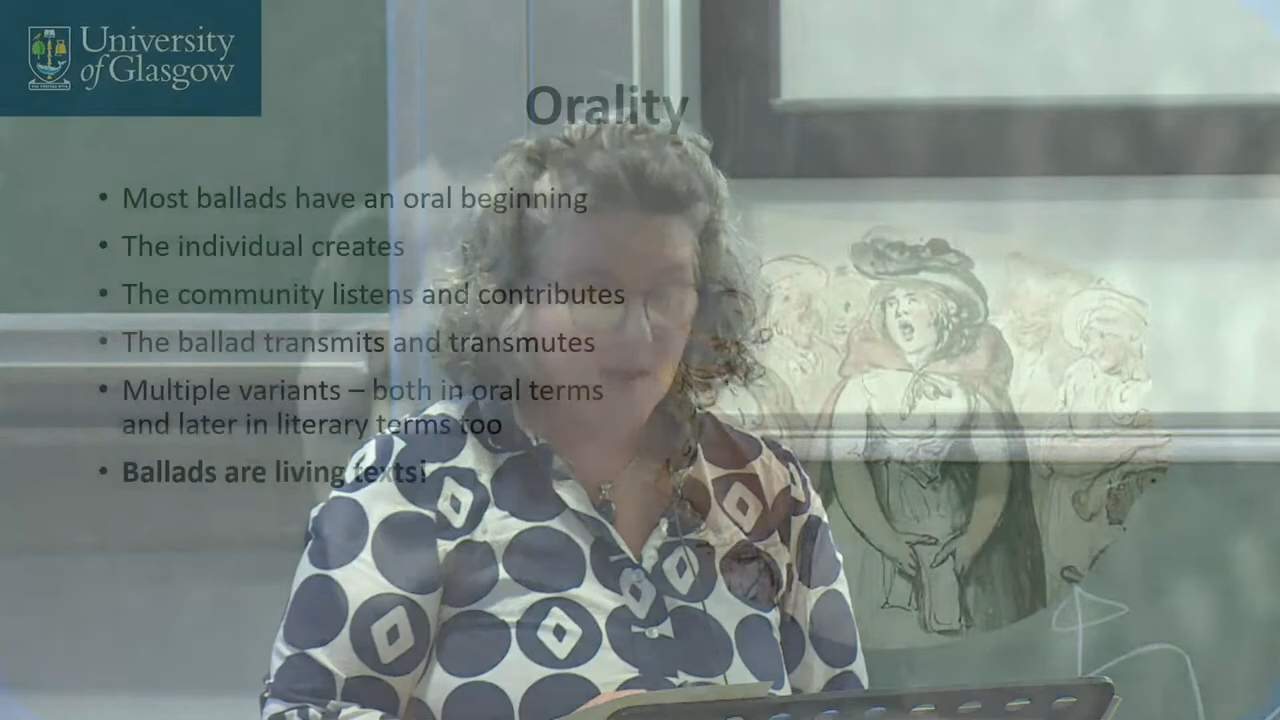 University
of Glasgow
Orality
• Most ballads have an oral beginning
• The individual creates
• The community listens and contributes
• The ballad transmits and transmutes
• Multiple variants – both in oral terms
and later in literary terms too
• Ballads are living texts!